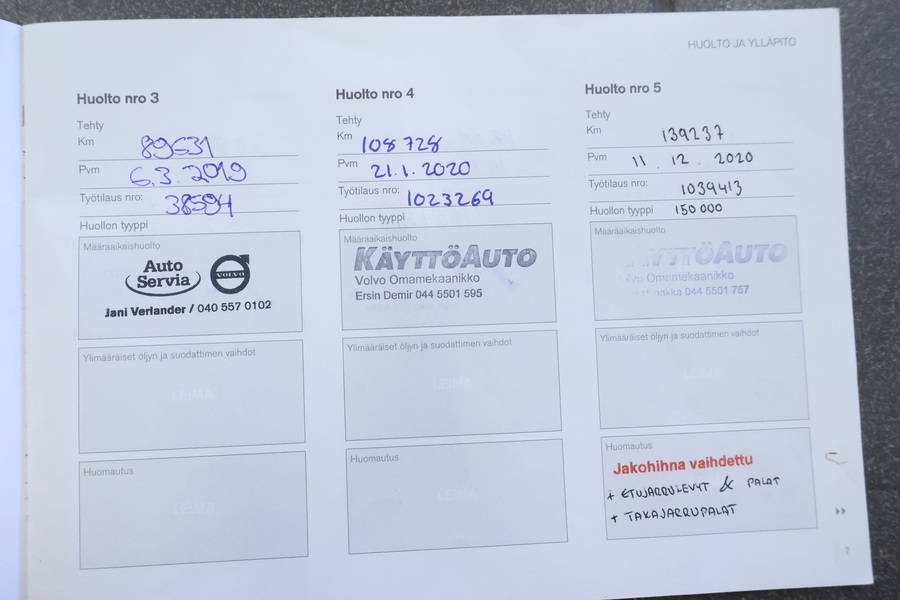 HUOLTO JA YLLÄPITO
Huolto nro 3
Tehty
Km 89531
Pvm 6.3.2019
Työtilaus nro: 38594
Huollon tyyppi
Määräaikaishuolto
Auto Servia
VOLVO
Jani Verlander / 040 557 0102
Ylimääräiset öljyn ja suodattimen vaihdot
LEIMA
Huomautus
LEIMA
Huolto nro 4
Tehty
Km 108 728
Pvm 21.1.2020
Työtilaus nro: 1023269
Huollon tyyppi
Määräaikaishuolto
KÄYTTÖAUTO
Volvo Omamekaanikko
Ersin Demir 044 5501 595
Ylimääräiset öljyn ja suodattimen vaihdot
LEIMA
Huomautus
LEIMA
Huolto nro 5
Tehty
Km 139237
Pvm 11.12.2020
Työtilaus nro: 1039413
Huollon tyyppi 150 000
Määräaikaishuolto
Omamekaanikko
044 5501 757
Ylimääräiset öljyn ja suodattimen vaihdot
LEIMA
Huomautus
Jakohihna vaihdettu
+ ETUJARRULEVYT & PALAT
+ TAKAJARRUPALAT
7